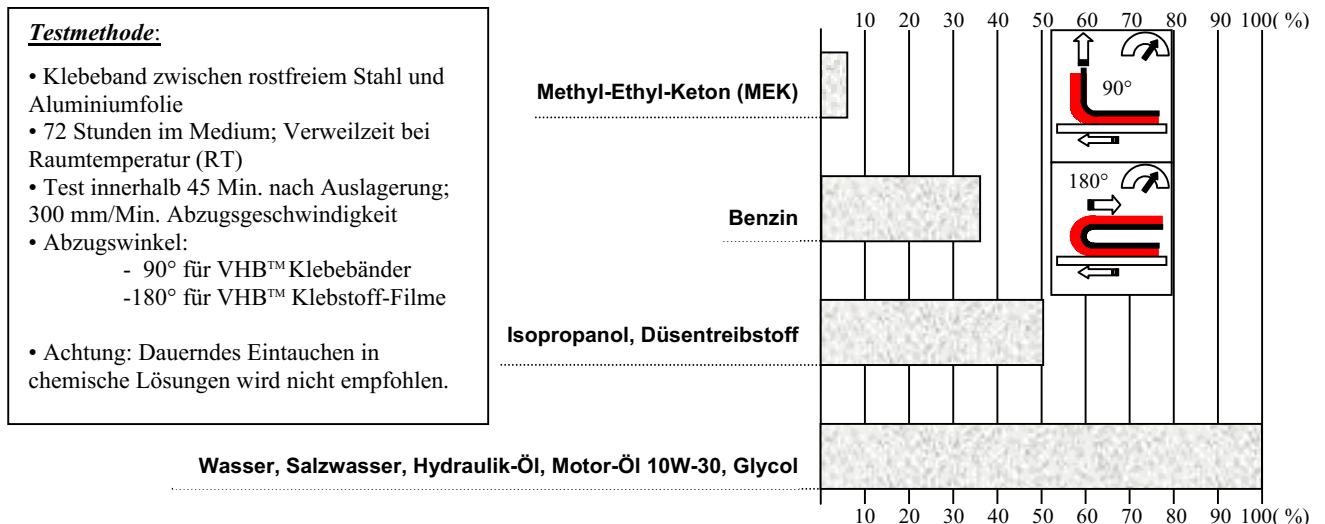 Testmethode:
• Klebeband zwischen rostfreiem Stahl und
Aluminiumfolie
• 72 Stunden im Medium; Verweilzeit bei
Raumtemperatur (RT)
• Test innerhalb 45 Min. nach Auslagerung;
300 mm/Min. Abzugsgeschwindigkeit
• Abzugswinkel:
- 90° für VHB™ Klebebänder
-180° für VHB™ Klebstoff-Filme
• Achtung: Dauerndes Eintauchen in
chemische Lösungen wird nicht empfohlen.
10 20 30 40 50 60 70 80 90 100( %)
Methyl-Ethyl-Keton (MEK)
90°
180°
Benzin
Isopropanol, Düsentreibstoff
Wasser, Salzwasser, Hydraulik-Öl, Motor-Öl 10W-30, Glycol
10 20 30 40 50 60 70 80 90 100( %)